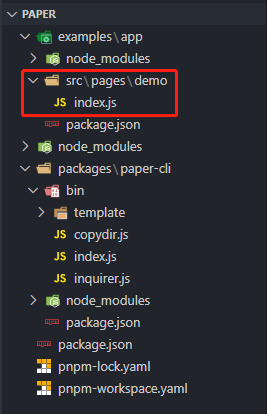 PAPER
examples\app
node_modules
src\pages\demo
JS index.js
package.json
node_modules
packages\paper-cli
bin
template
JS copydir.js
JS index.js
JS inquirer.js
node_modules
package.json
package.json
pnpm-lock.yaml
pnpm-workspace.yaml